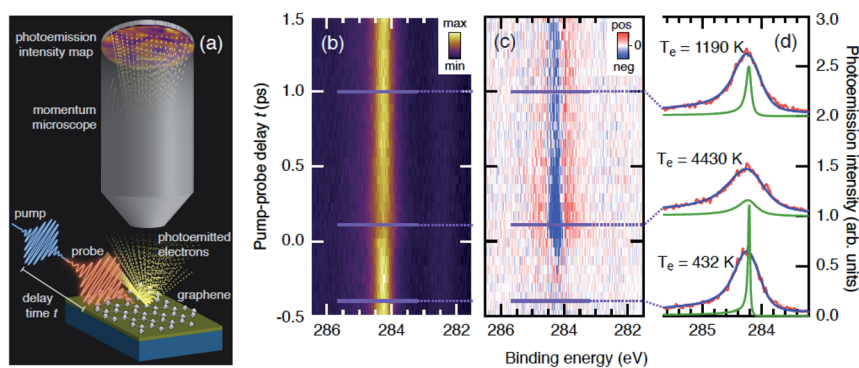 photoemission
intensity map
(a)
momentum
microscope
pump
probe
photoemitted
electrons
graphene
delay
time t
Pump-probe delay t (ps)
1.5
1.0
0.5
0.0
-0.5
(b)
max
min
286
284
282
(c)
pos
0
neg
286
284
282
Binding energy (eV)
(d)
Te = 1190 K
Te = 4430 K
Te = 432 K
285
284
3.0
2.5
2.0
1.5
1.0
0.5
0.0
Photoemission intensity (arb. units)